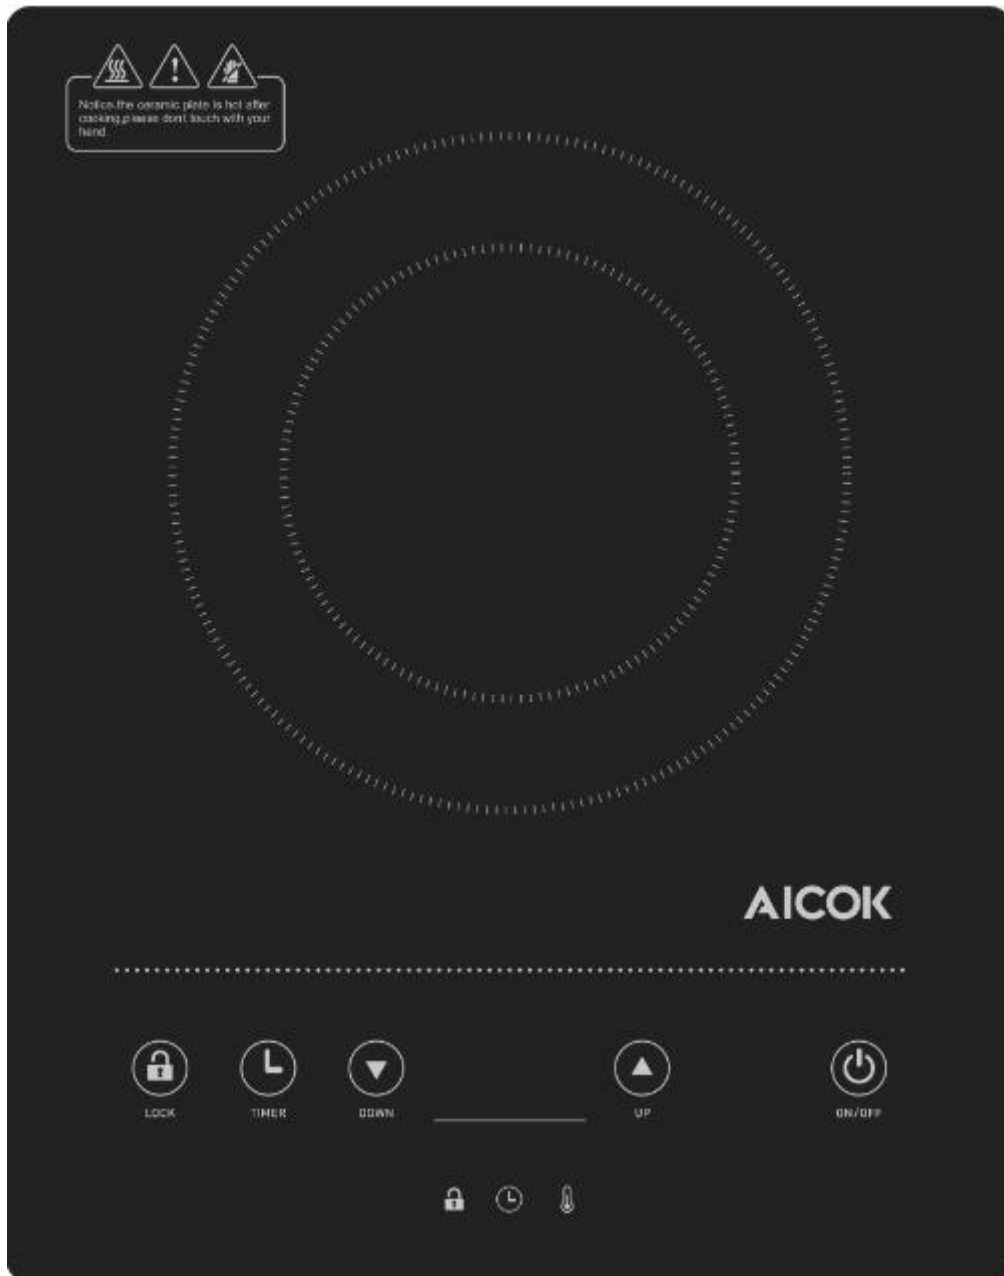 Notice.the ceramic plate is hot after
cooking,please dont touch with your
hand.
AICOK
LOCK
TIMER
DOWN
UP
ON/OFF